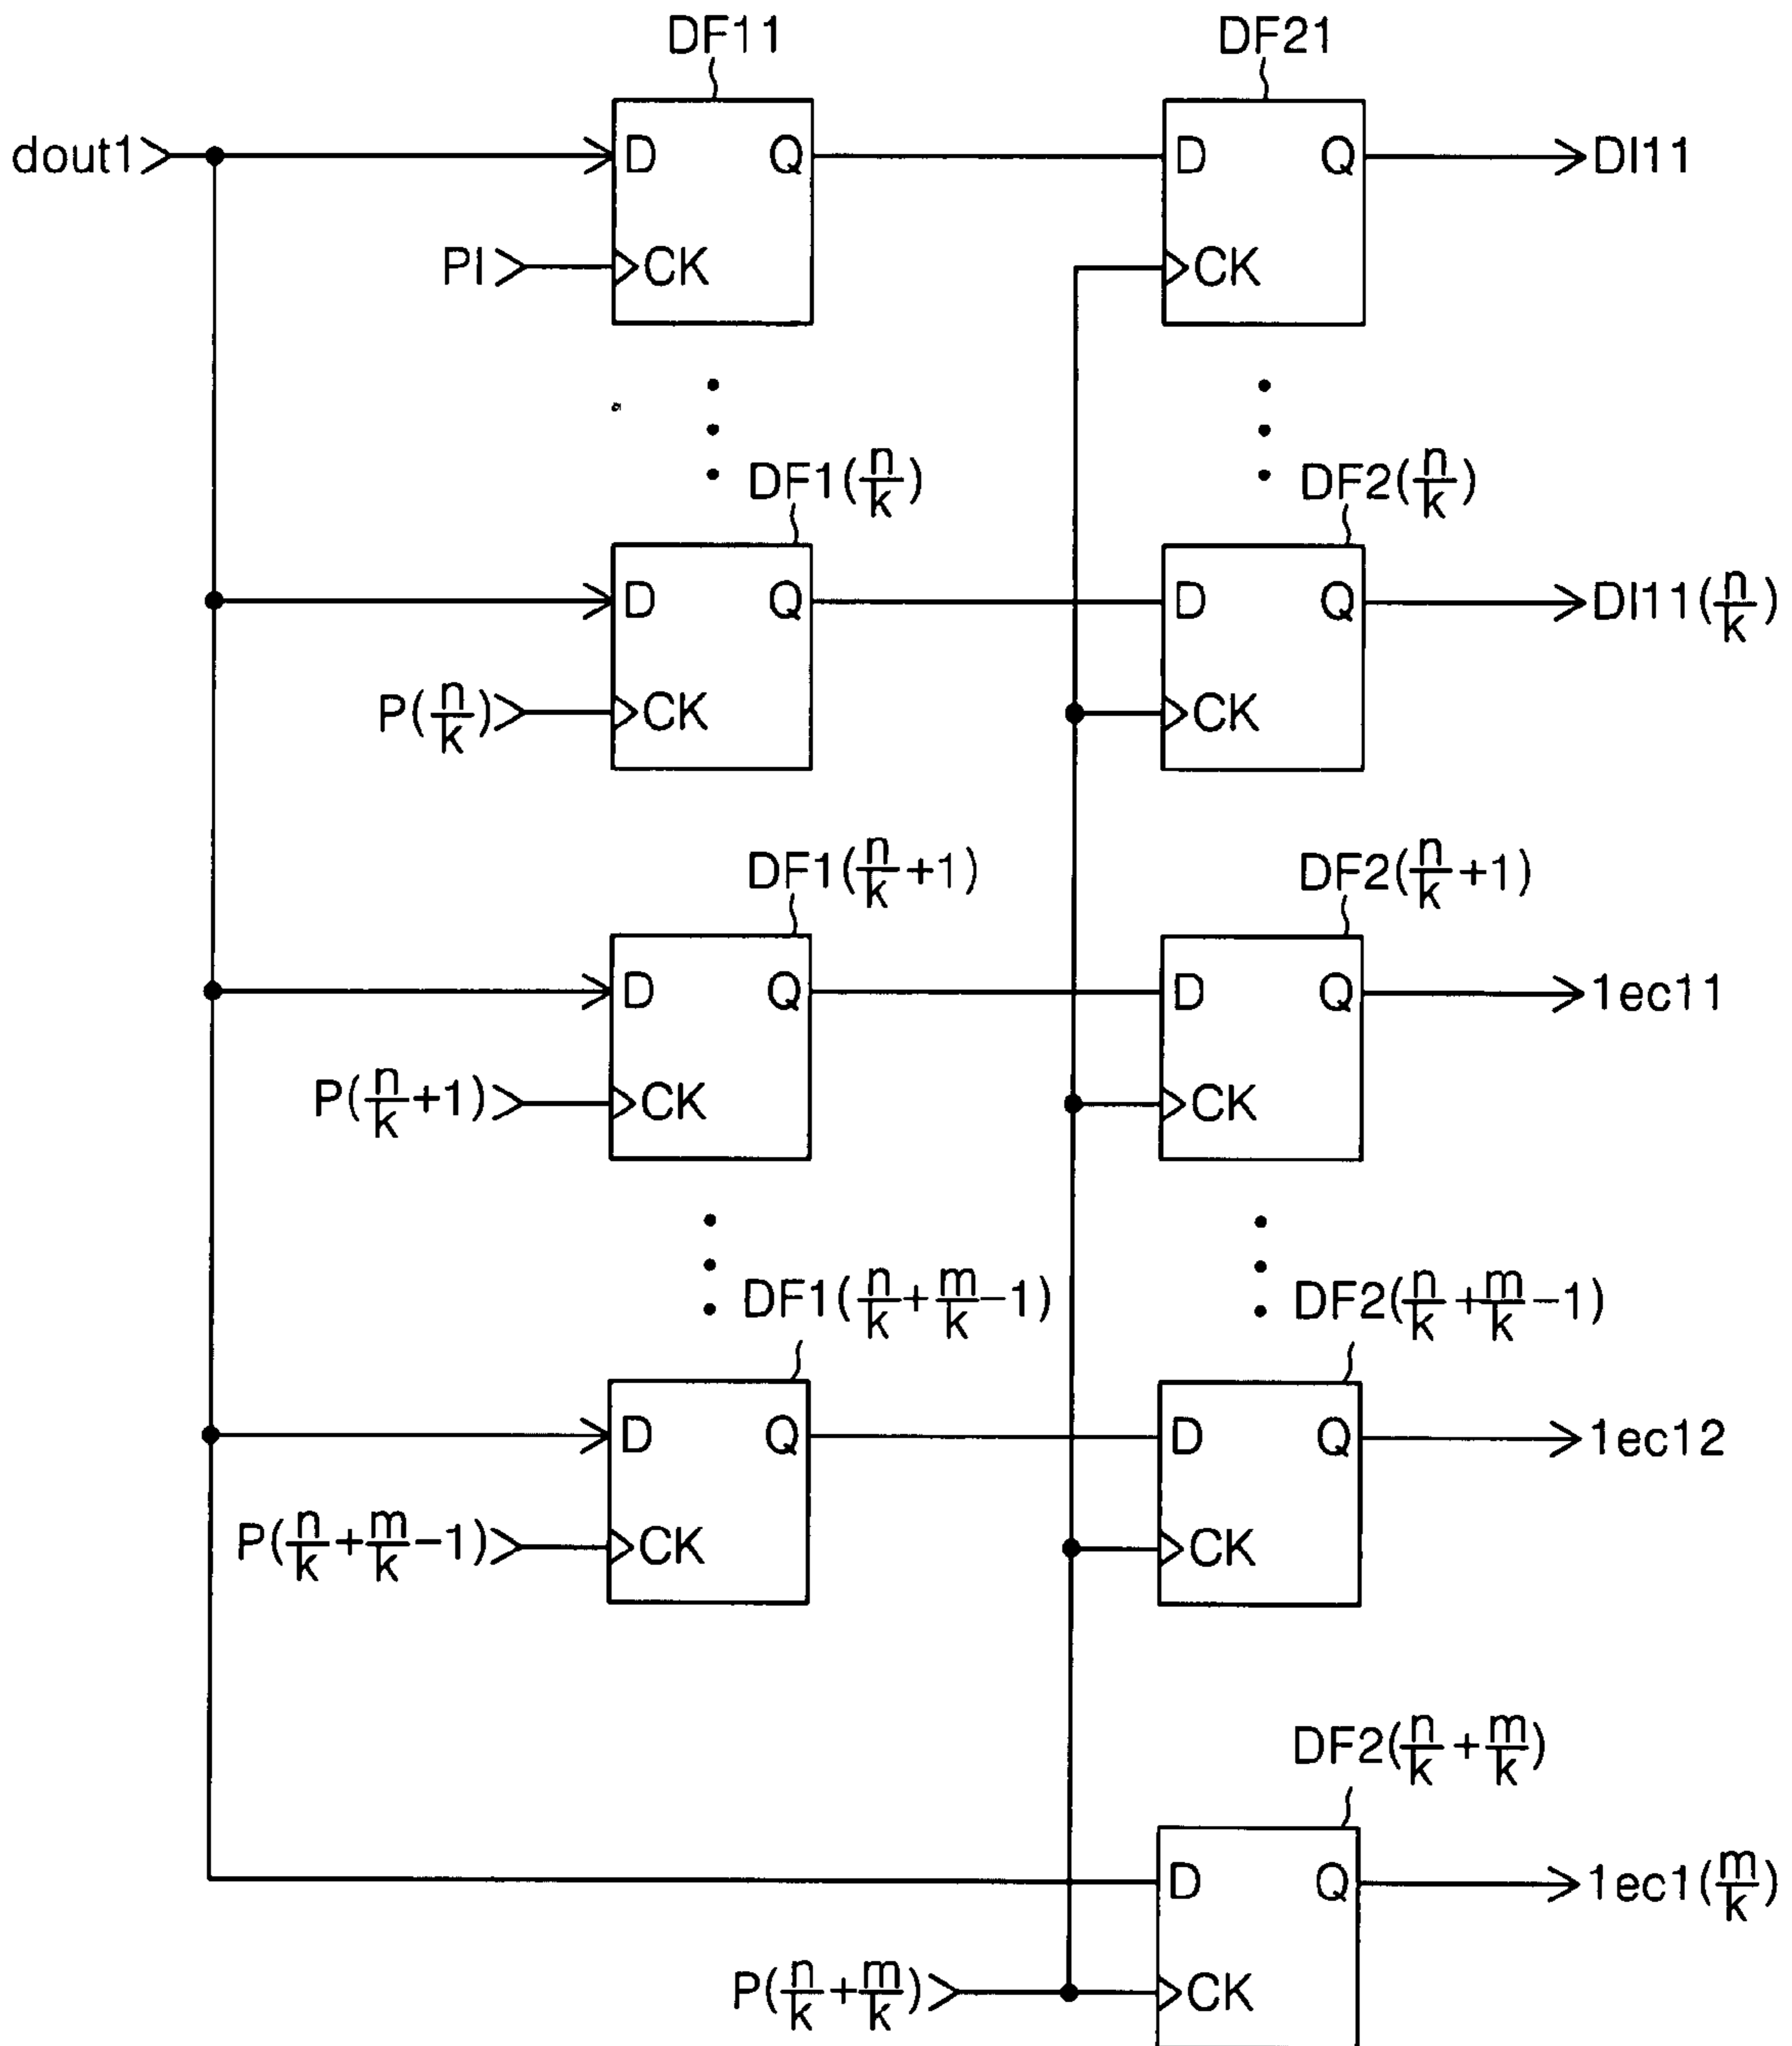 DF11 DF21
dout1 D Q D Q DI11
PI CK CK
DF1(n/k) DF2(n/k)
D Q D Q DI11(n/k)
P(n/k) CK CK
DF1(n/k+1) DF2(n/k+1)
D Q D Q 1ec11
P(n/k+1) CK CK
DF1(n/k+m/k-1) DF2(n/k+m/k-1)
D Q D Q 1ec12
P(n/k+m/k-1) CK CK
DF2(n/k+m/k)
D Q 1ec1(m/k)
P(n/k+m/k) CK